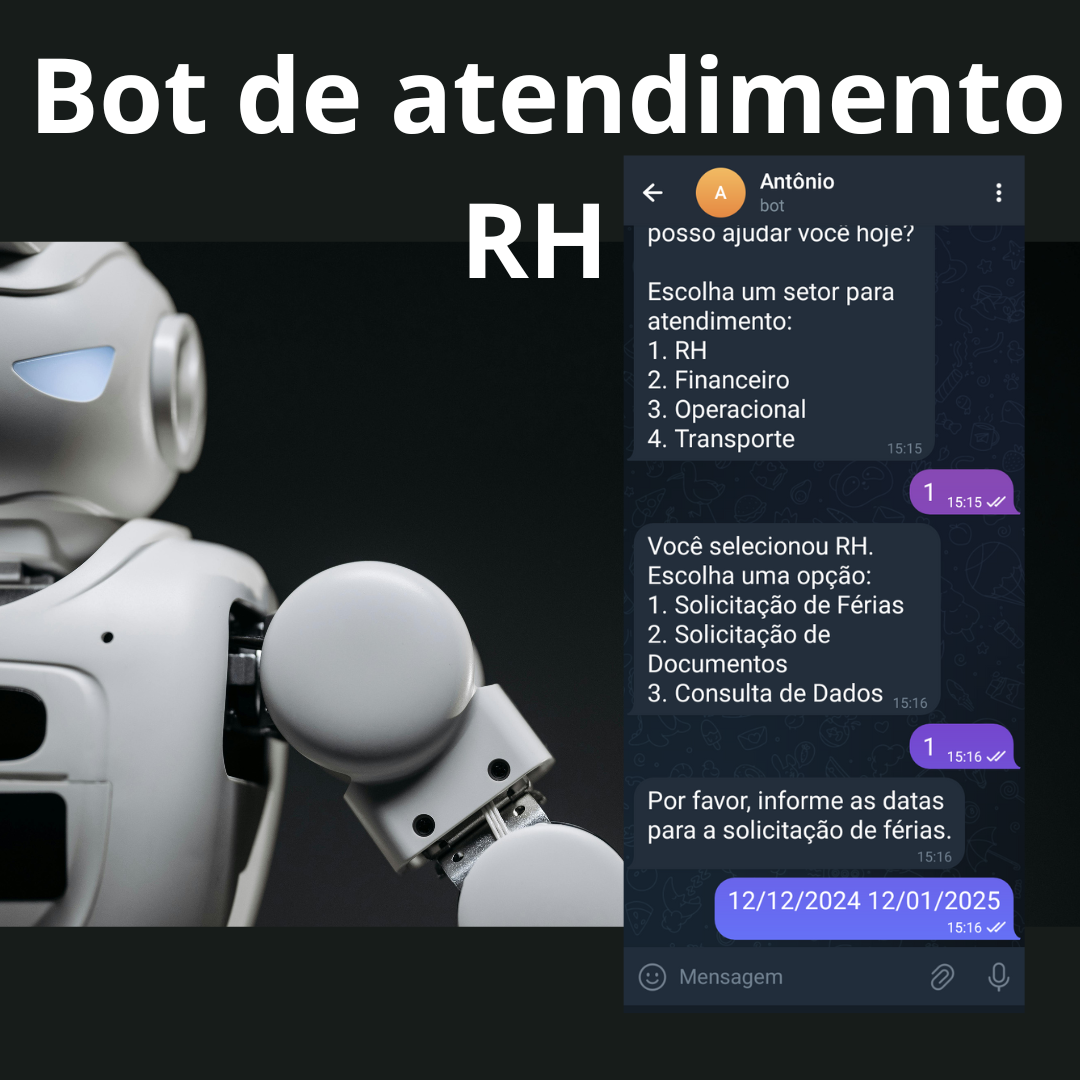 Bot de atendimento
RH
A
Antônio
bot
posso ajudar você hoje?
Escolha um setor para
atendimento:
1. RH
2. Financeiro
3. Operacional
4. Transporte
15:15
1
15:15
Você selecionou RH.
Escolha uma opção:
1. Solicitação de Férias
2. Solicitação de
Documentos
3. Consulta de Dados
15:16
1
15:16
Por favor, informe as datas
para a solicitação de férias.
15:16
12/12/2024 12/01/2025
15:16
Mensagem